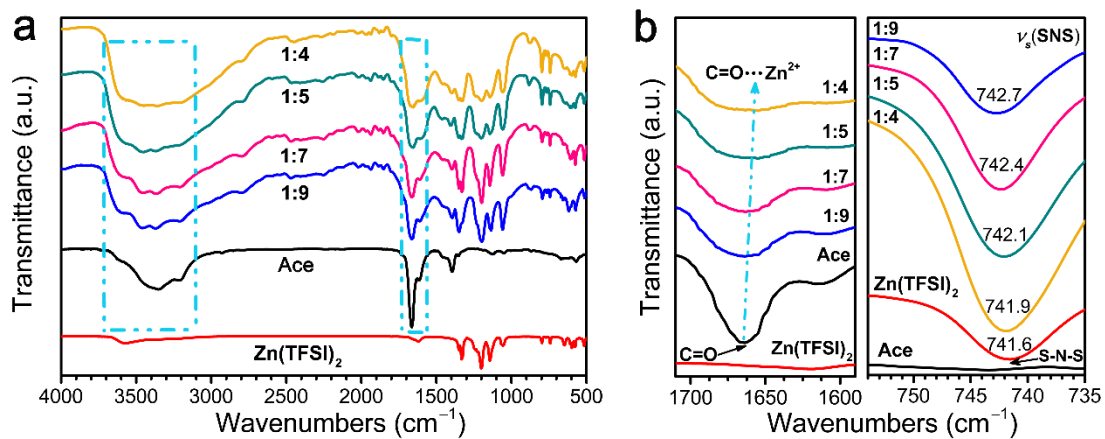 a
Transmittance (a.u.)
1:4
1:5
1:7
1:9
Ace
Zn(TFSI)₂
4000 3500 3000 2500 2000 1500 1000 500
Wavenumbers (cm⁻¹)
b
Transmittance (a.u.)
C=O···Zn²⁺
1:4
1:5
1:7
1:9
Ace
C=O
Zn(TFSI)₂
1700 1650 1600
1:9
νs(SNS)
1:7
742.7
1:5
1:4
742.4
742.1
Zn(TFSI)₂
741.9
741.6
Ace
S-N-S
750 745 740 735
Wavenumbers (cm⁻¹)